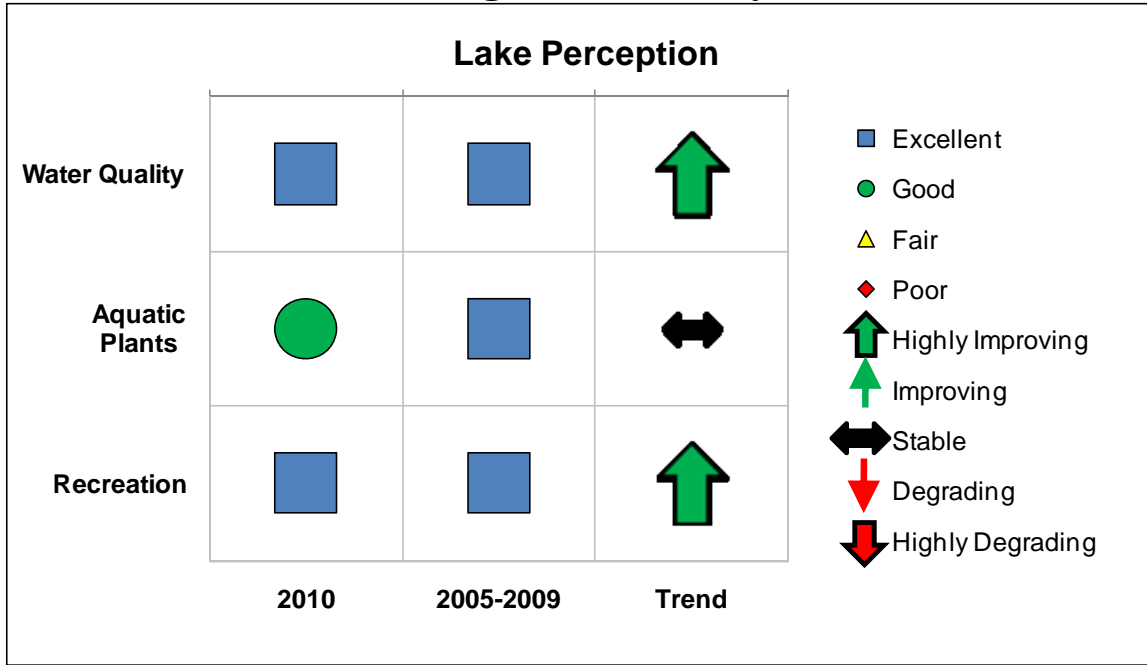 Lake Perception
Water Quality
Aquatic
Plants
Recreation
2010
2005-2009
Trend
Excellent
Good
Fair
Poor
Highly Improving
Improving
Stable
Degrading
Highly Degrading